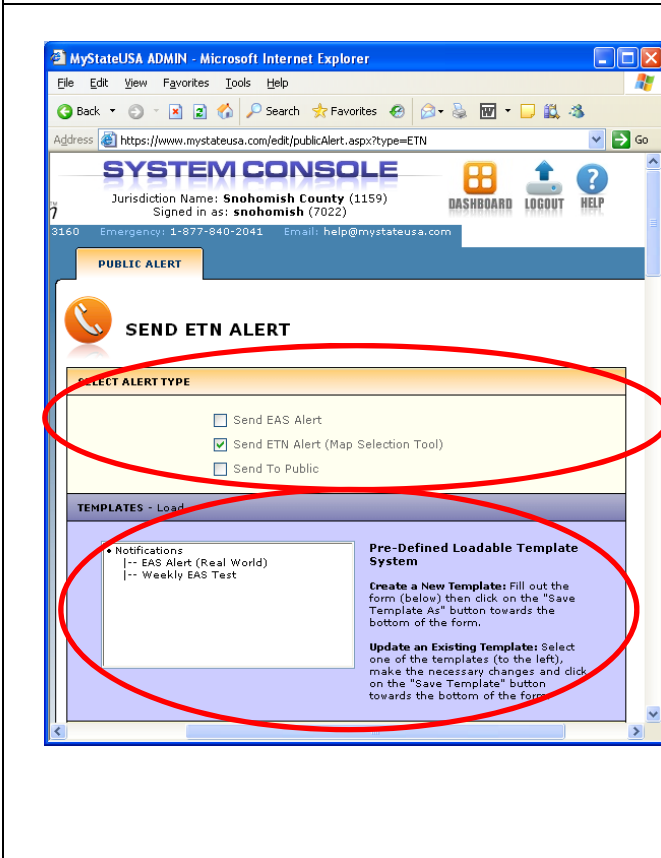 MyStateUSA ADMIN - Microsoft Internet Explorer
File Edit View Favorites Tools Help
Back Search Favorites
Address https://www.mystateusa.com/edit/publicAlert.aspx?type=ETN Go
SYSTEM CONSOLE
Jurisdiction Name: Snohomish County (1159)
Signed in as: snohomish (7022)
DASHBOARD LOGOUT HELP
3160 Emergency: 1-877-840-2041 Email: help@mystateusa.com
PUBLIC ALERT
SEND ETN ALERT
SELECT ALERT TYPE
Send EAS Alert
Send ETN Alert (Map Selection Tool)
Send To Public
TEMPLATES - Load
• Notifications
|-- EAS Alert (Real World)
|-- Weekly EAS Test
Pre-Defined Loadable Template
System
Create a New Template: Fill out the
form (below) then click on the "Save
Template As" button towards the
bottom of the form.
Update an Existing Template: Select
one of the templates (to the left),
make the necessary changes and click
on the "Save Template" button
towards the bottom of the form.